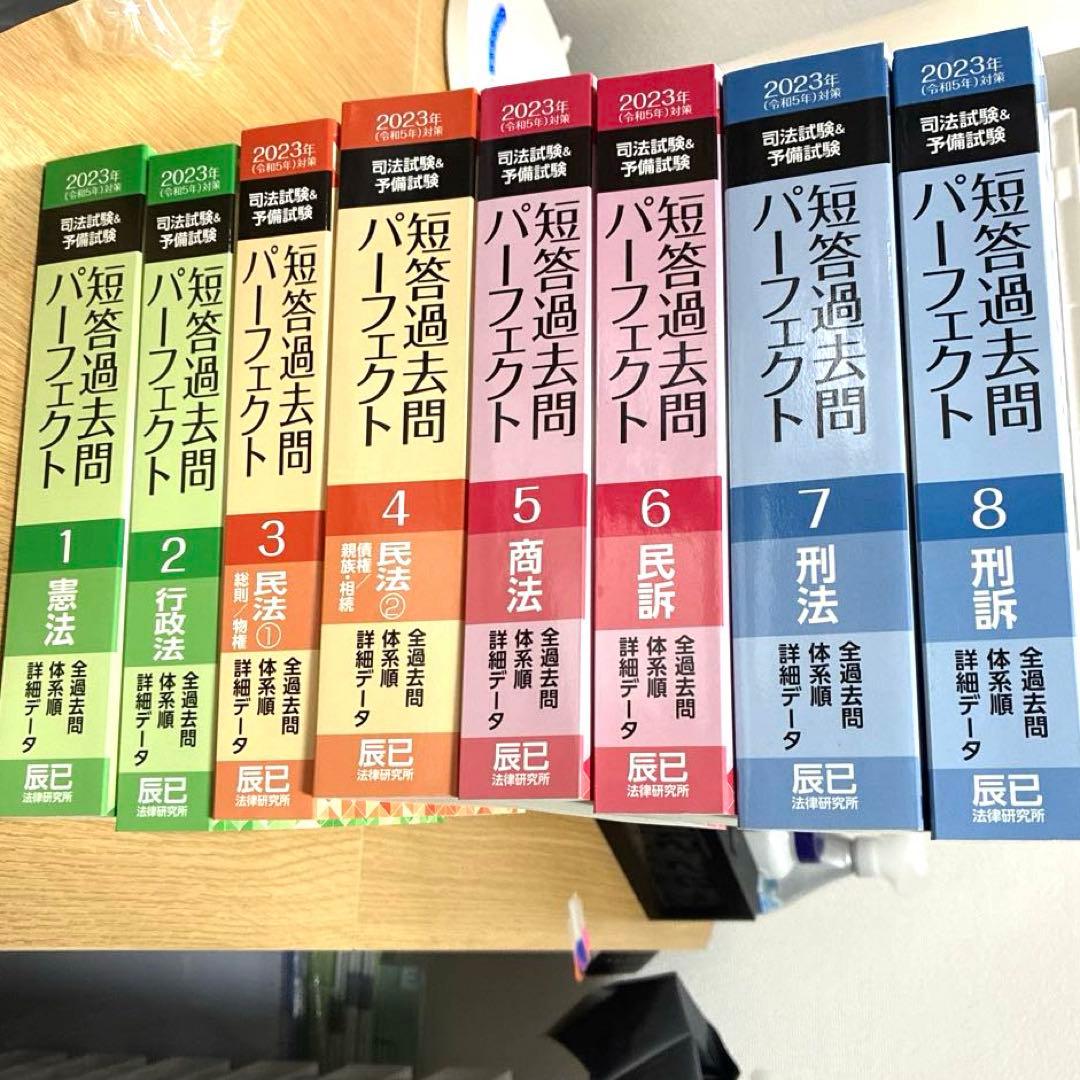 2023年
(令和5年)対策
司法試験&
予備試験
短答過去問
パーフェクト
1
憲法
全過去問
体系順
詳細データ
辰已
法律研究所
2023年
(令和5年)対策
司法試験&
予備試験
短答過去問
パーフェクト
2
行政法
全過去問
体系順
詳細データ
辰已
法律研究所
2023年
(令和5年)対策
司法試験&
予備試験
短答過去問
パーフェクト
3
民法①
総則/物権
全過去問
体系順
詳細データ
辰已
法律研究所
2023年
(令和5年)対策
司法試験&
予備試験
短答過去問
パーフェクト
4
民法②
債権/
親族・相続
全過去問
体系順
詳細データ
辰已
法律研究所
2023年
(令和5年)対策
司法試験&
予備試験
短答過去問
パーフェクト
5
商法
全過去問
体系順
詳細データ
辰已
法律研究所
2023年
(令和5年)対策
司法試験&
予備試験
短答過去問
パーフェクト
6
民訴
全過去問
体系順
詳細データ
辰已
法律研究所
2023年
(令和5年)対策
司法試験&
予備試験
短答過去問
パーフェクト
7
刑法
全過去問
体系順
詳細データ
辰已
法律研究所
2023年
(令和5年)対策
司法試験&
予備試験
短答過去問
パーフェクト
8
刑訴
全過去問
体系順
詳細データ
辰已
法律研究所